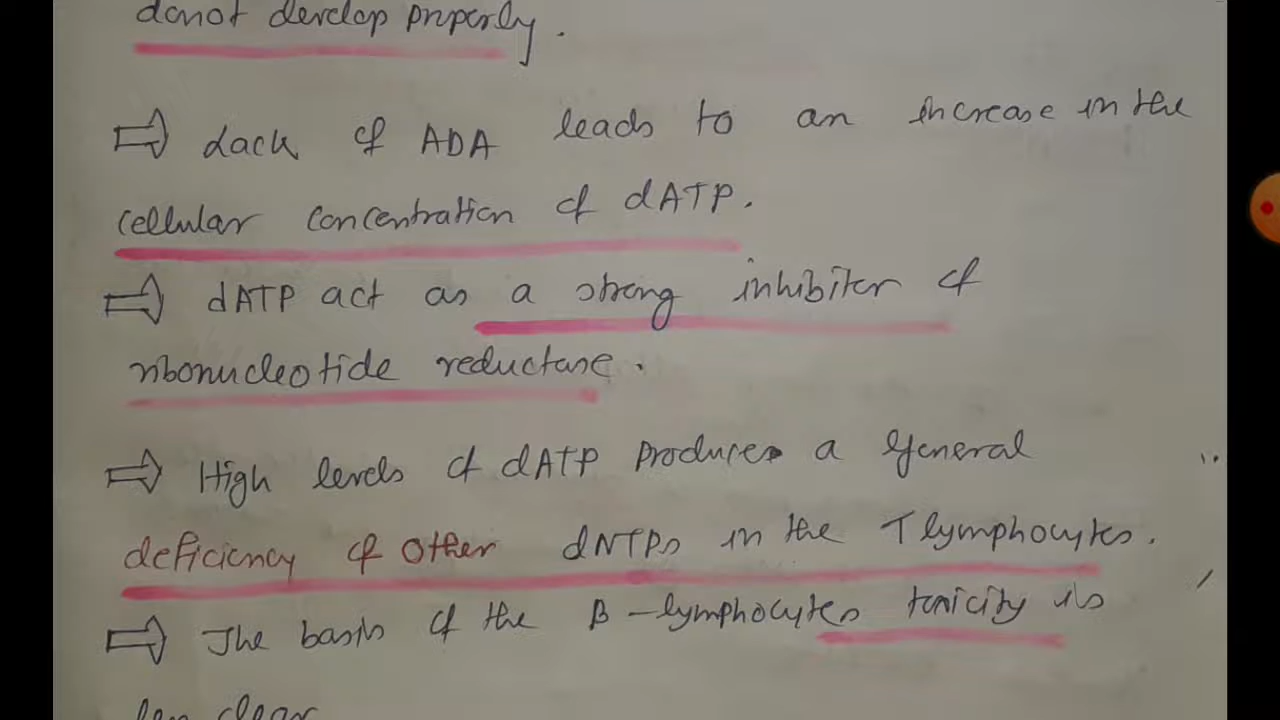 donot develop properly.
⇒ Lack of ADA leads to an increase in the
cellular concentration of dATP.
⇒ dATP act as a strong inhibitor of
ribonucleotide reductase.
⇒ High levels of dATP produces a general
deficiency of other dNTPs in the T lymphocytes.
⇒ The basis of the B-lymphocytes toxicity is
less clear